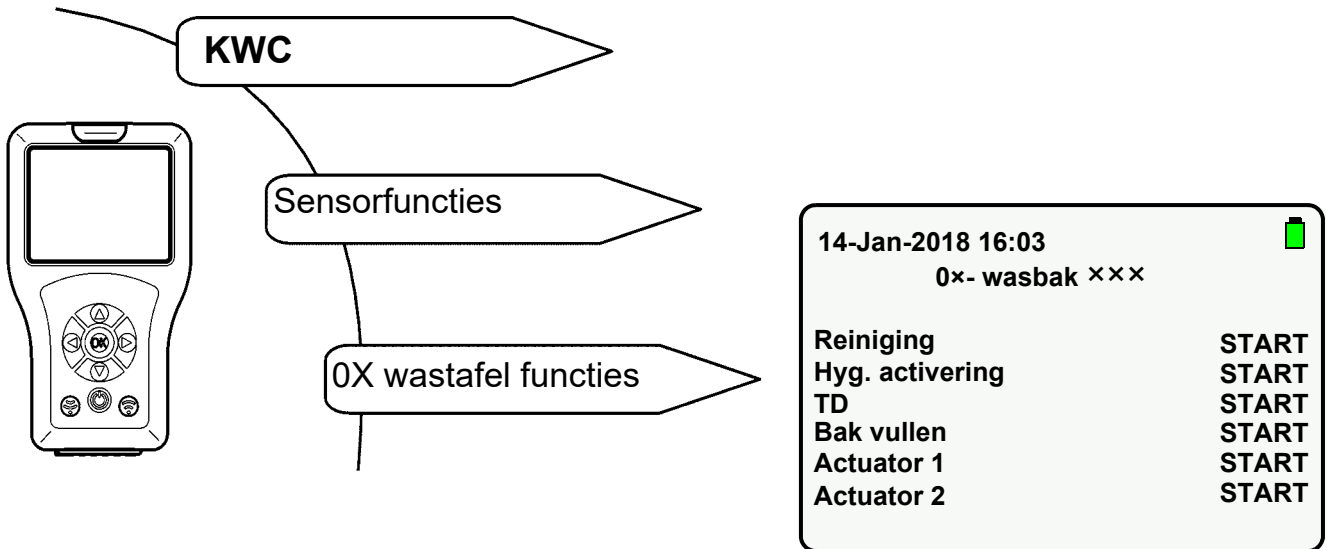 KWC
Sensorfuncties
0X wastafel functies
OK
14-Jan-2018 16:03
0×- wasbak ×××
Reiniging START
Hyg. activering START
TD START
Bak vullen START
Actuator 1 START
Actuator 2 START